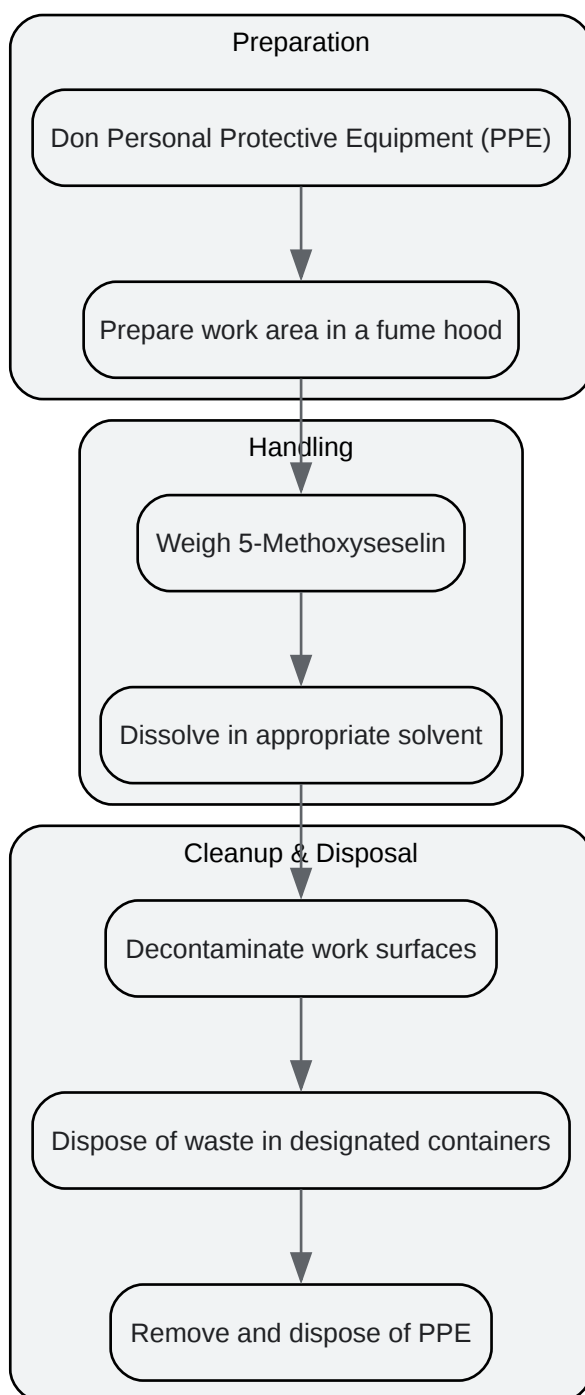 Preparation
Don Personal Protective Equipment (PPE)
Prepare work area in a fume hood
Handling
Weigh 5-Methoxyseselin
Dissolve in appropriate solvent
Cleanup & Disposal
Decontaminate work surfaces
Dispose of waste in designated containers
Remove and dispose of PPE